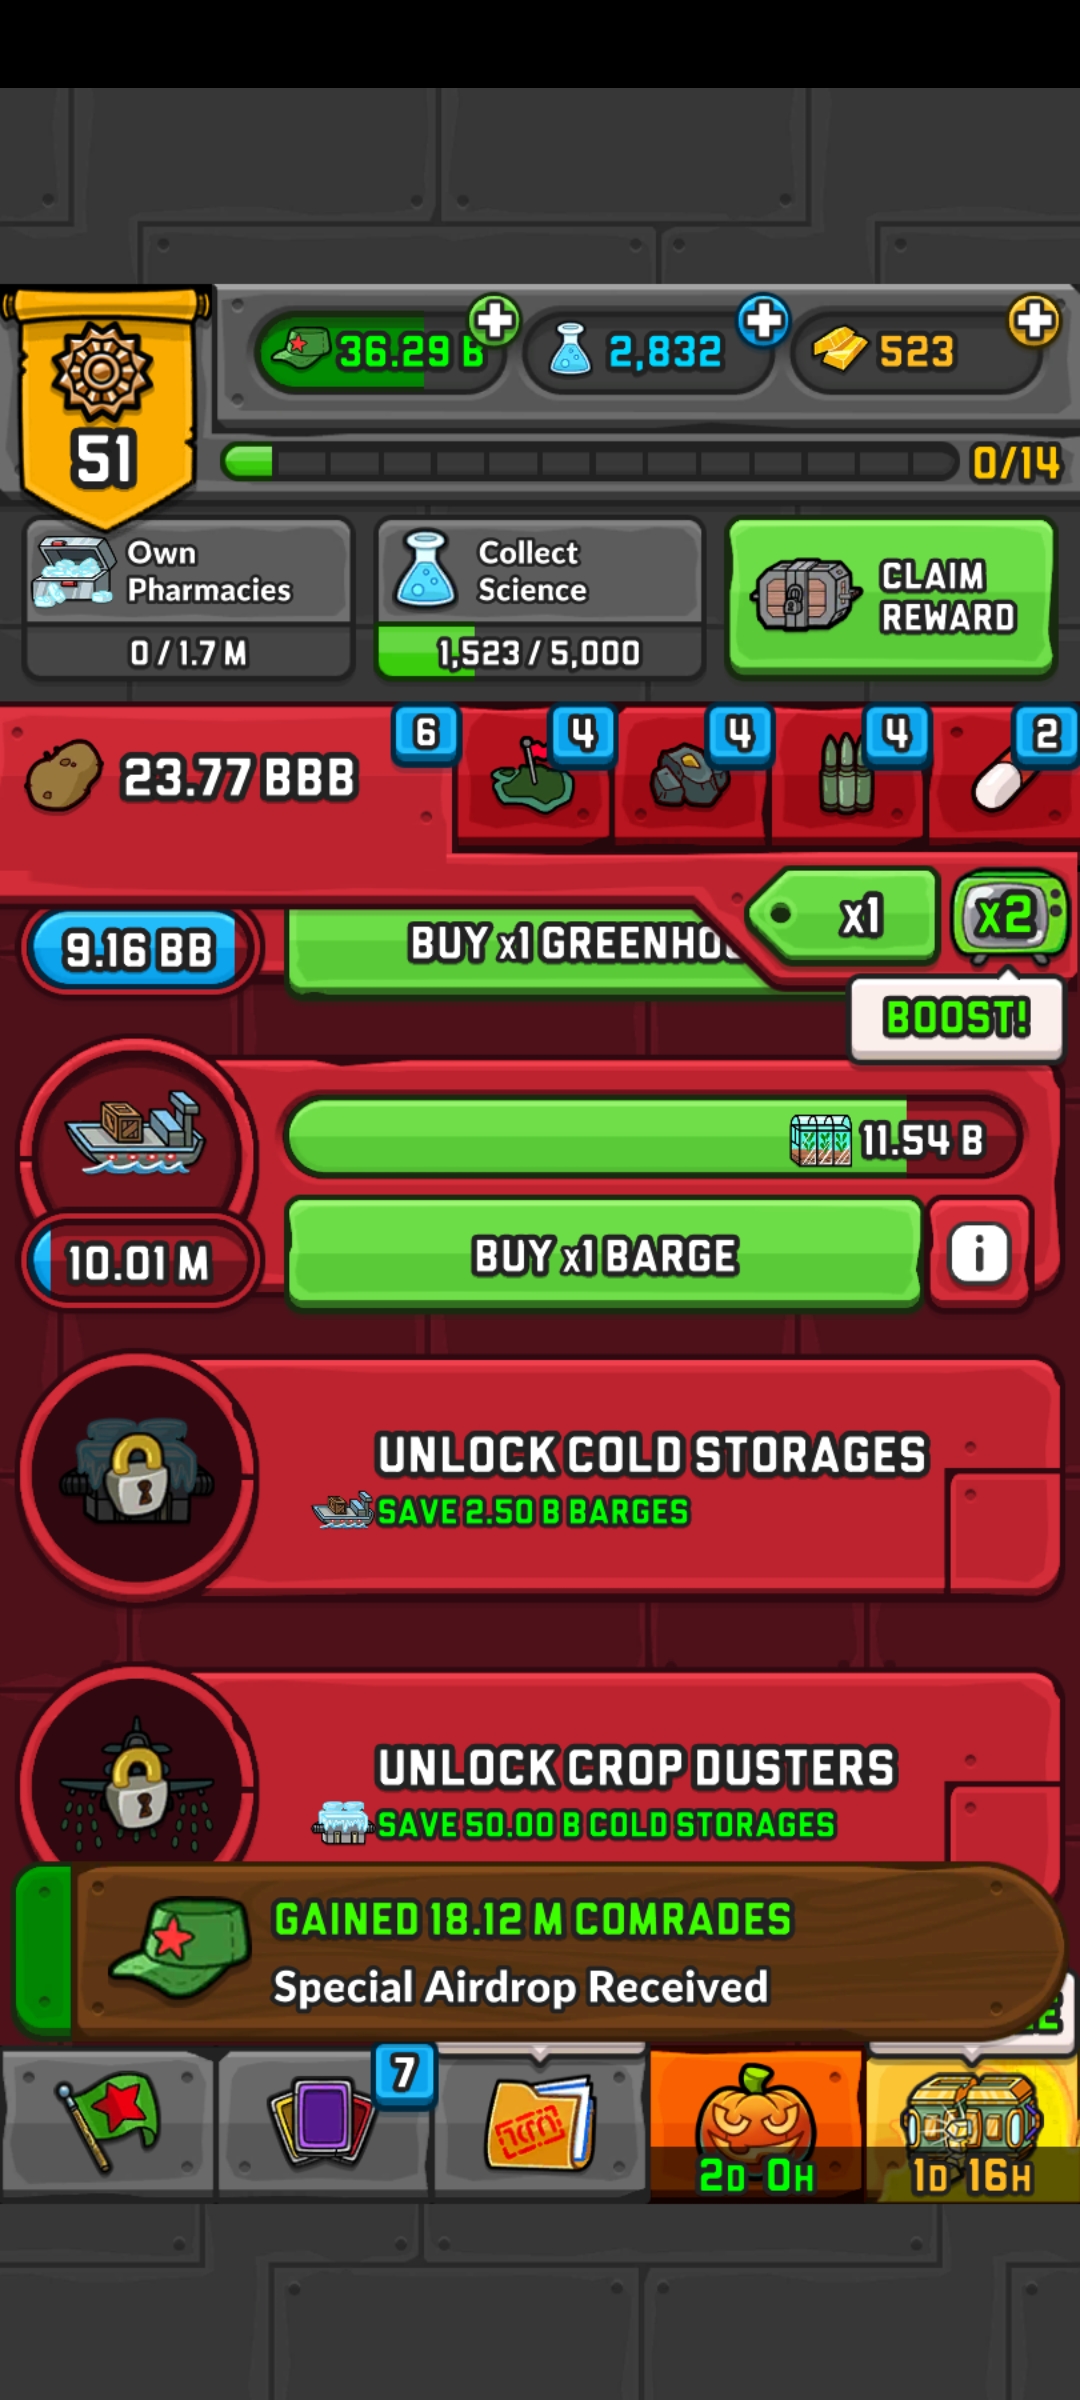 36.29 B
2,832
523
51
0/14
Own
Pharmacies
0 / 1.7 M
Collect
Science
1,523 / 5,000
CLAIM
REWARD
23.77 BBB
6
4
4
4
2
x1
x2
BOOST!
9.16 BB
BUY x1 GREENHO
11.54 B
10.01 M
BUY x1 BARGE
i
UNLOCK COLD STORAGES
SAVE 2.50 B BARGES
UNLOCK CROP DUSTERS
SAVE 50.00 B COLD STORAGES
GAINED 18.12 M COMRADES
Special Airdrop Received
7
2D 0H
1D 16H